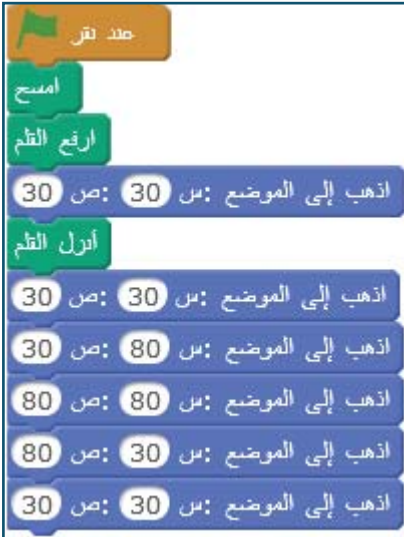 عند نقر
امسح
ارفع القلم
اذهب إلى الموضع :س 30 :ص 30
أنزل القلم
اذهب إلى الموضع :س 30 :ص 30
اذهب إلى الموضع :س 80 :ص 30
اذهب إلى الموضع :س 80 :ص 80
اذهب إلى الموضع :س 30 :ص 80
اذهب إلى الموضع :س 30 :ص 30